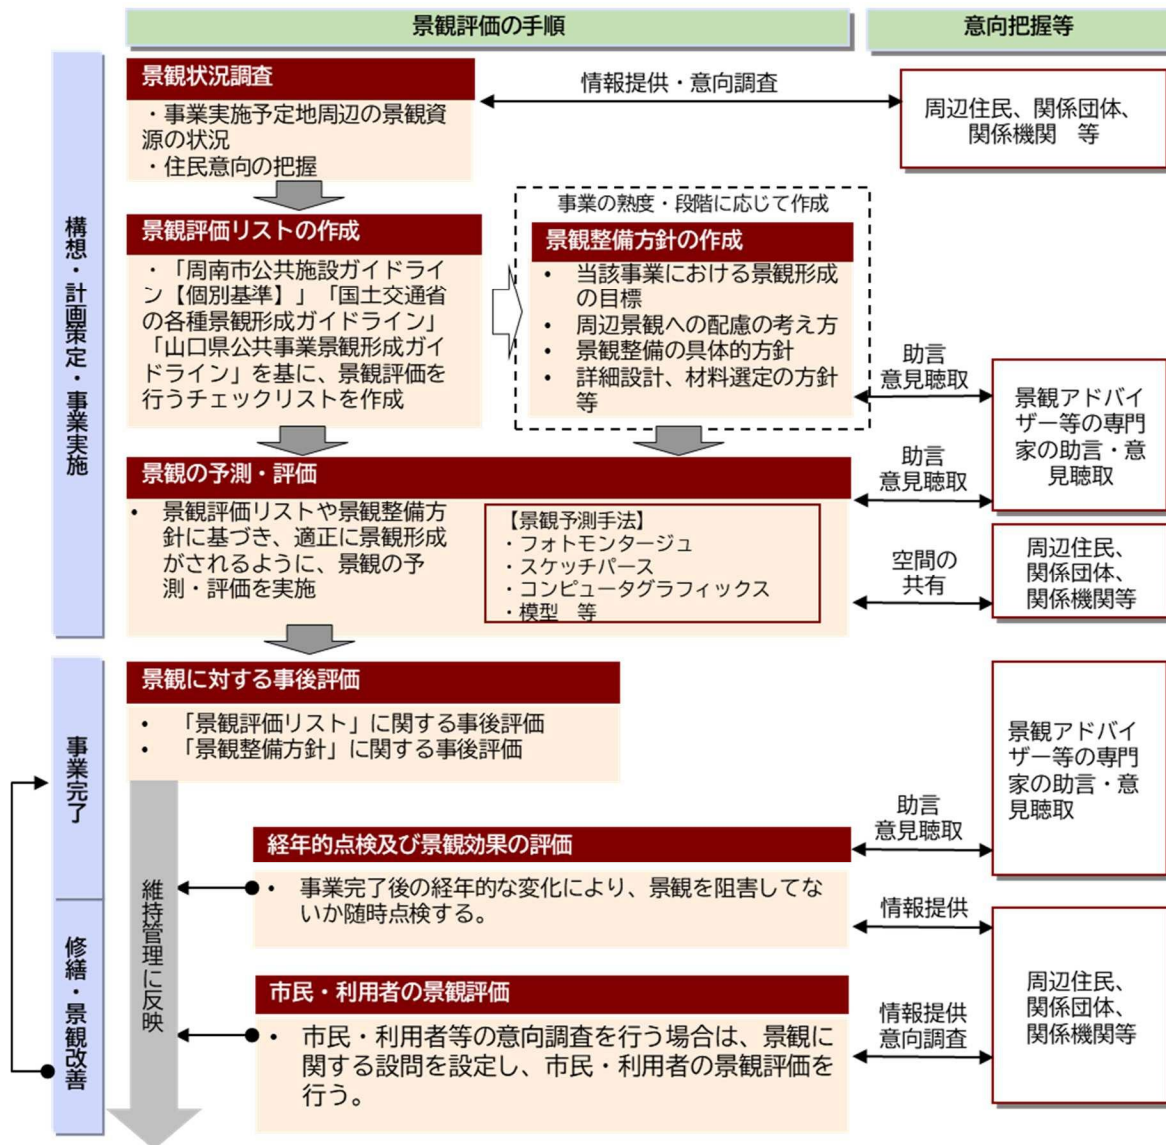 景観評価の手順
意向把握等
構想・計画策定・事業実施
景観状況調査
・事業実施予定地周辺の景観資
源の状況
・住民意向の把握
情報提供・意向調査
周辺住民、関係団体、
関係機関　等
景観評価リストの作成
・「周南市公共施設ガイドライ
ン【個別基準】」「国土交通省
の各種景観形成ガイドライン」
「山口県公共事業景観形成ガイ
ドライン」を基に、景観評価を
行うチェックリストを作成
事業の熟度・段階に応じて作成
景観整備方針の作成
• 当該事業における景観形成
の目標
• 周辺景観への配慮の考え方
• 景観整備の具体的方針
• 詳細設計、材料選定の方針
等
助言
意見聴取
景観アドバイ
ザー等の専門
家の助言・意
見聴取
景観の予測・評価
• 景観評価リストや景観整備方
針に基づき、適正に景観形成
がされるように、景観の予
測・評価を実施
【景観予測手法】
・フォトモンタージュ
・スケッチパース
・コンピュータグラフィックス
・模型　等
助言
意見聴取
空間の
共有
周辺住民、
関係団体、
関係機関等
事業完了
景観に対する事後評価
• 「景観評価リスト」に関する事後評価
• 「景観整備方針」に関する事後評価
景観アドバイ
ザー等の専門
家の助言・意
見聴取
助言
意見聴取
維持管理に反映
経年的点検及び景観効果の評価
• 事業完了後の経年的な変化により、景観を阻害してな
いか随時点検する。
情報提供
修繕・景観改善
市民・利用者の景観評価
• 市民・利用者等の意向調査を行う場合は、景観に
関する設問を設定し、市民・利用者の景観評価を
行う。
情報提供
意向調査
周辺住民、
関係団体、
関係機関等